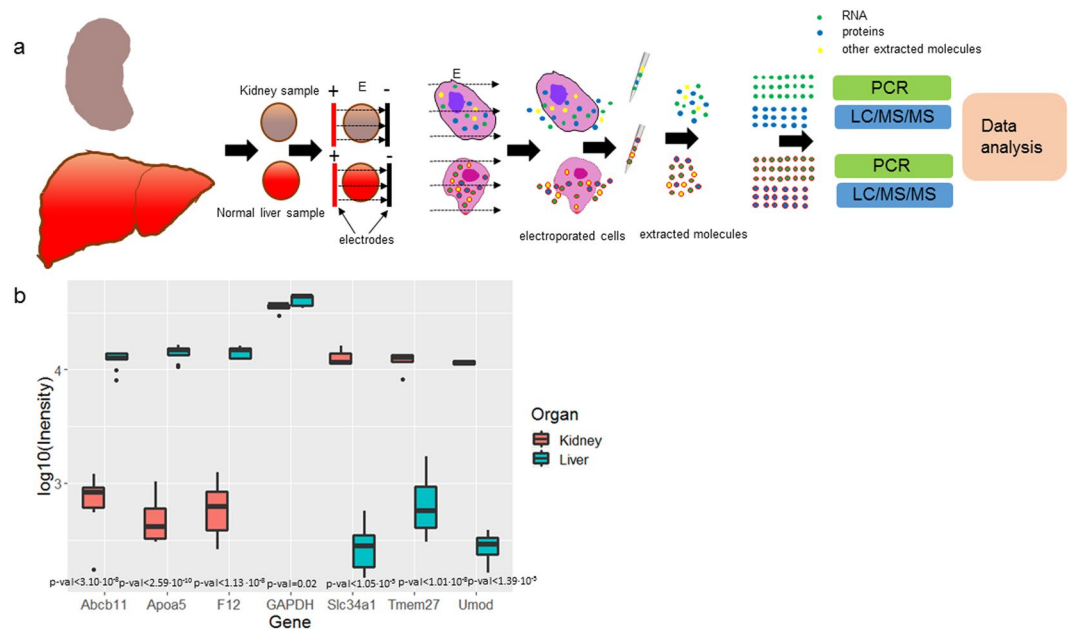 a
RNA
proteins
other extracted molecules
Kidney sample
+ E -
E
+ -
Normal liver sample
electrodes
electroporated cells
extracted molecules
PCR
LC/MS/MS
PCR
LC/MS/MS
Data
analysis
b
log10(Inensity)
4
3
p-val<3.10·10⁻⁸ p-val<2.59·10⁻¹⁰ p-val<1.13 ·10⁻⁸ p-val=0.02 p-val<1.05·10⁻⁵ p-val<1.01·10⁻⁸ p-val<1.39·10⁻⁵
Abcb11 Apoa5 F12 GAPDH Slc34a1 Tmem27 Umod
Gene
Organ
Kidney
Liver